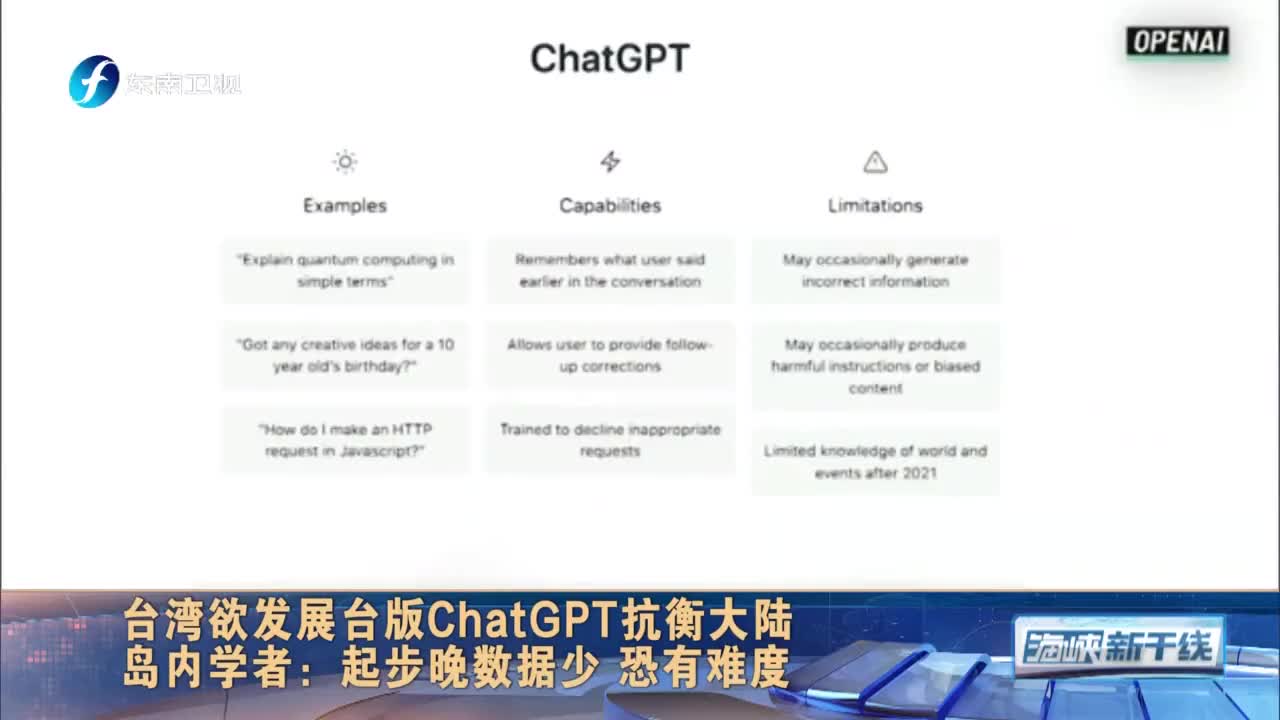 ChatGPT
OPENAI
东南卫视
Examples
"Explain quantum computing in
simple terms"
"Got any creative ideas for a 10
year old's birthday?"
"How do I make an HTTP
request in Javascript?"
Capabilities
Remembers what user said
earlier in the conversation
Allows user to provide follow-
up corrections
Trained to decline inappropriate
requests
Limitations
May occasionally generate
incorrect information
May occasionally produce
harmful instructions or biased
content
Limited knowledge of world and
events after 2021
台湾欲发展台版ChatGPT抗衡大陆
岛内学者：起步晚数据少 恐有难度
海峡新干线